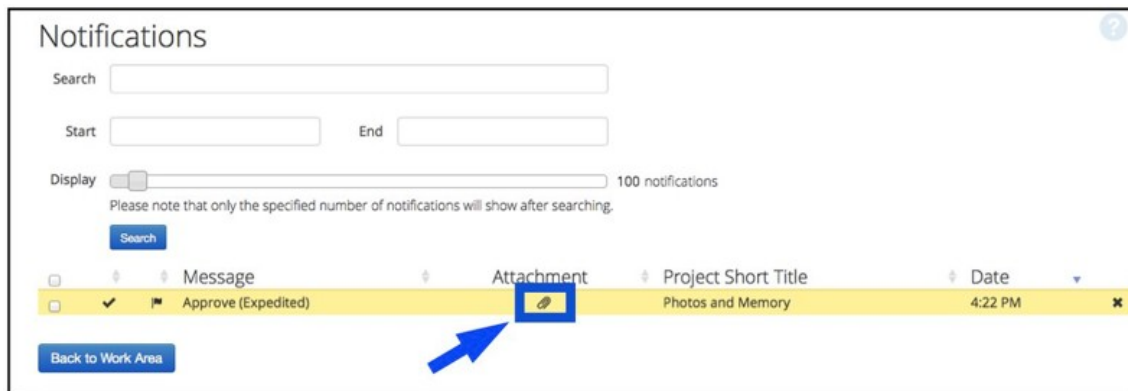 Notifications
?
Search
Start End
Display 100 notifications
Please note that only the specified number of notifications will show after searching.
Search
Message Attachment Project Short Title Date
Approve (Expedited) Photos and Memory 4:22 PM
Back to Work Area